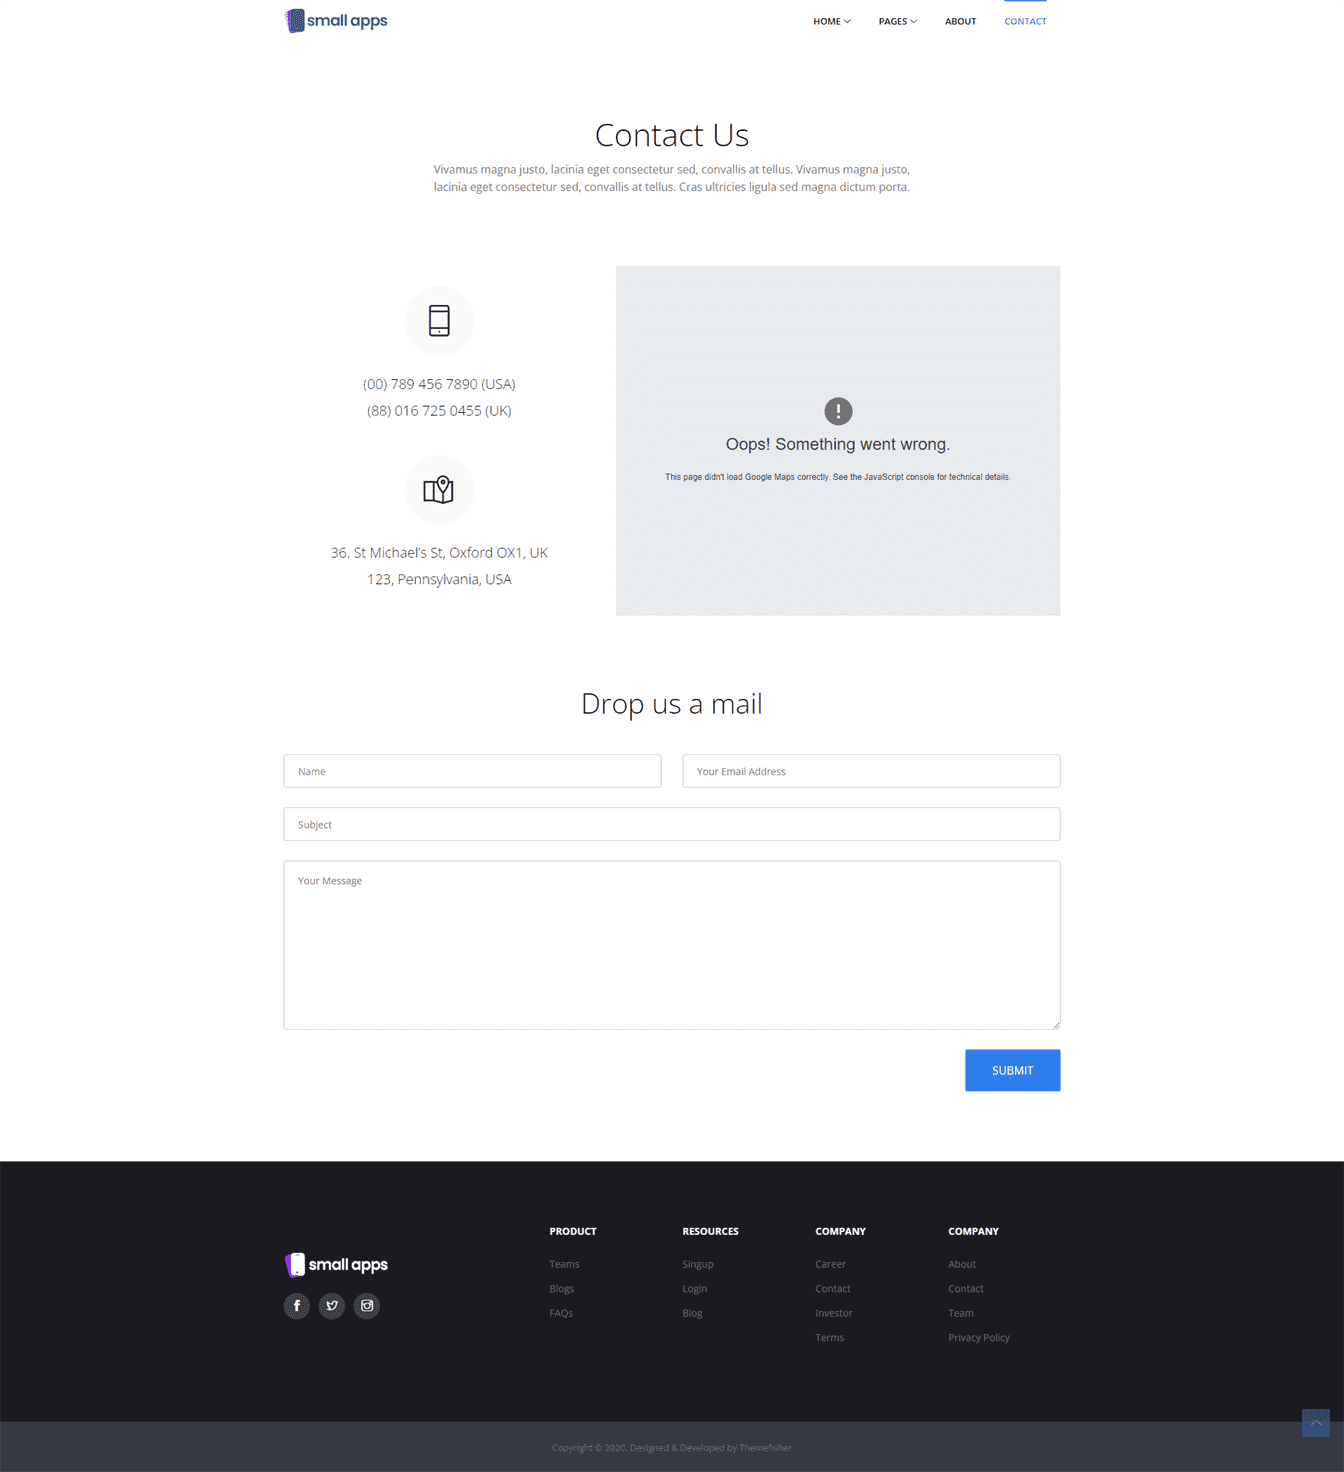 small apps
HOME
PAGES
ABOUT
CONTACT
Contact Us
Vivamus magna justo, lacinia eget consectetur sed, convallis at tellus. Vivamus magna justo,
lacinia eget consectetur sed, convallis at tellus. Cras ultricies ligula sed magna dictum porta.
(00) 789 456 7890 (USA)
(88) 016 725 0455 (UK)
36. St Michael's St, Oxford OX1, UK
123, Pennsylvania, USA
Oops! Something went wrong.
This page didn't load Google Maps correctly. See the JavaScript console for technical details.
Drop us a mail
Name
Your Email Address
Subject
Your Message
SUBMIT
small apps
PRODUCT
Teams
Blogs
FAQs
RESOURCES
Singup
Login
Blog
COMPANY
Career
Contact
Investor
Terms
COMPANY
About
Contact
Team
Privacy Policy
Copyright © 2020. Designed & Developed by Themefisher